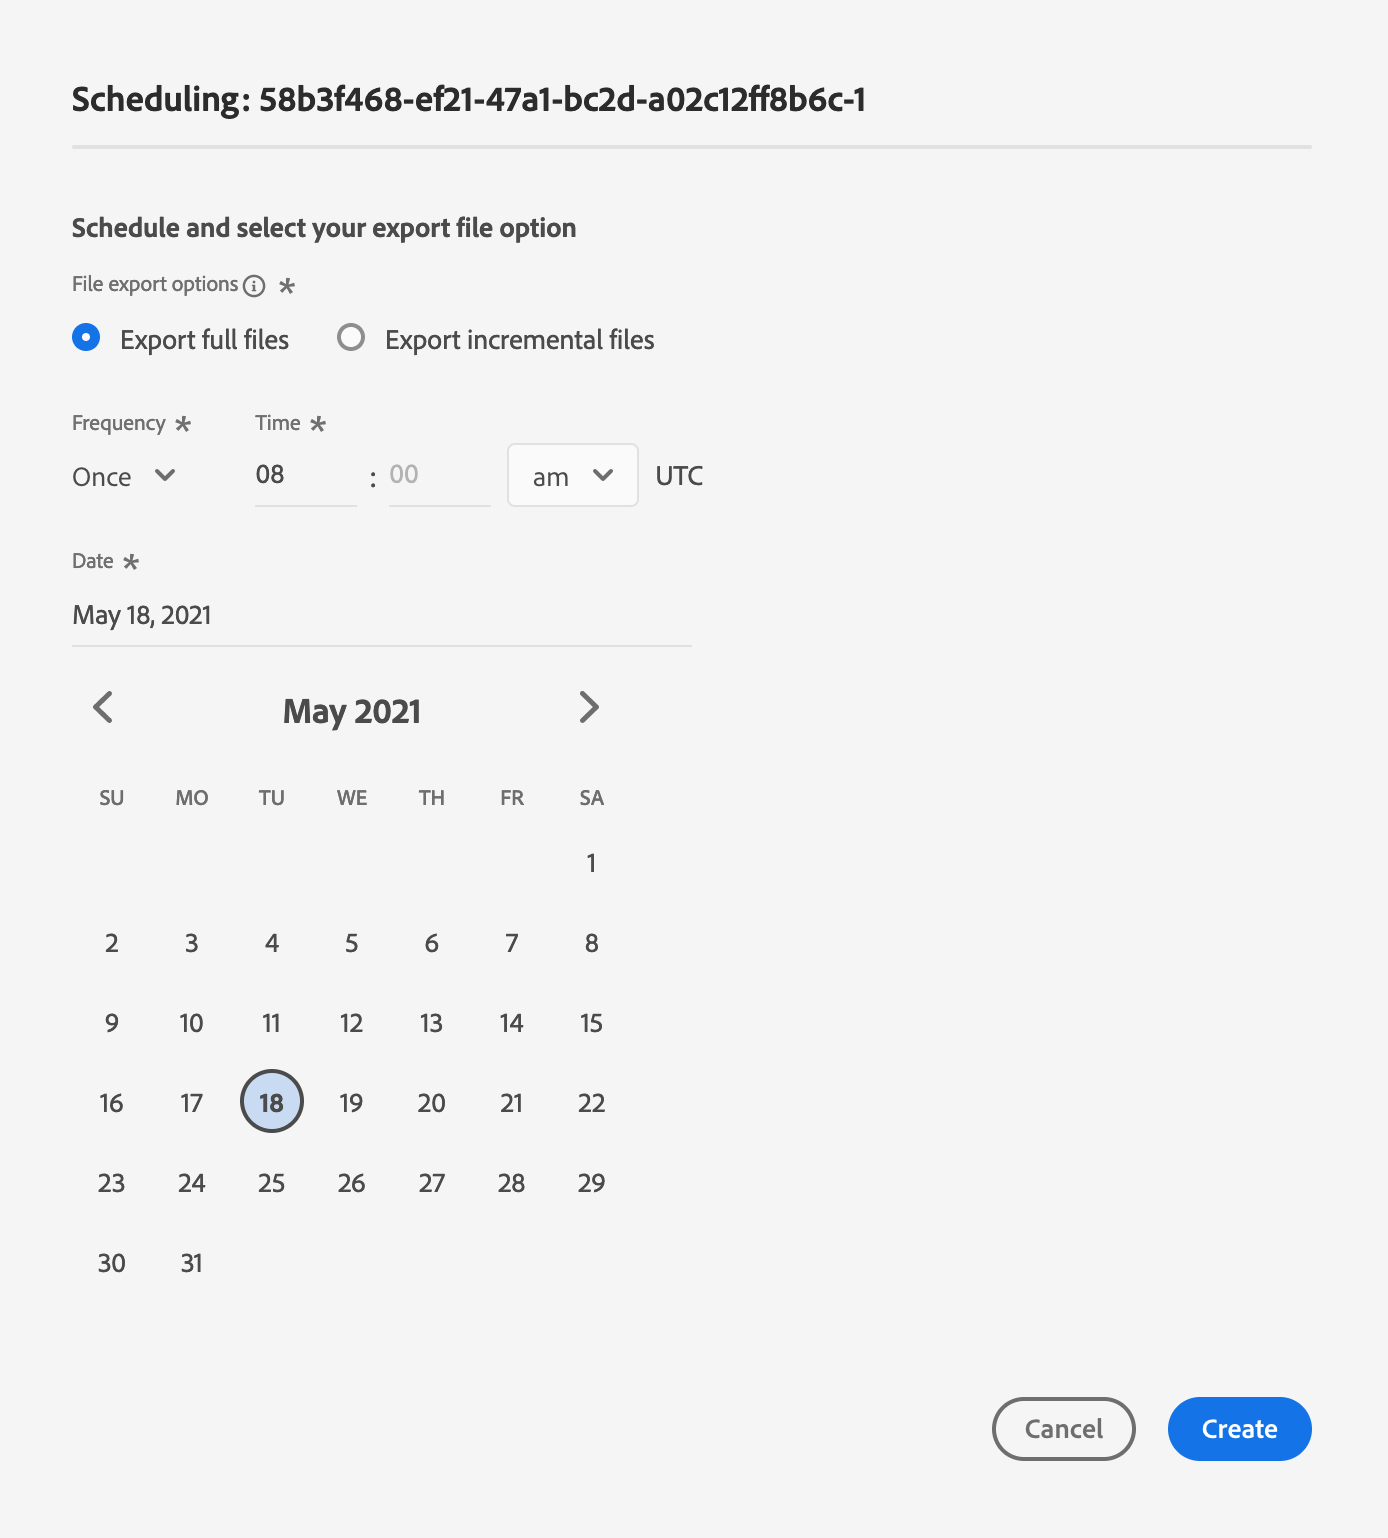 Scheduling: 58b3f468-ef21-47a1-bc2d-a02c12ff8b6c-1
Schedule and select your export file option
File export options *
Export full files Export incremental files
Frequency * Time *
Once 08 : 00 am UTC
Date *
May 18, 2021
May 2021
SU MO TU WE TH FR SA
1
2 3 4 5 6 7 8
9 10 11 12 13 14 15
16 17 18 19 20 21 22
23 24 25 26 27 28 29
30 31
Cancel Create